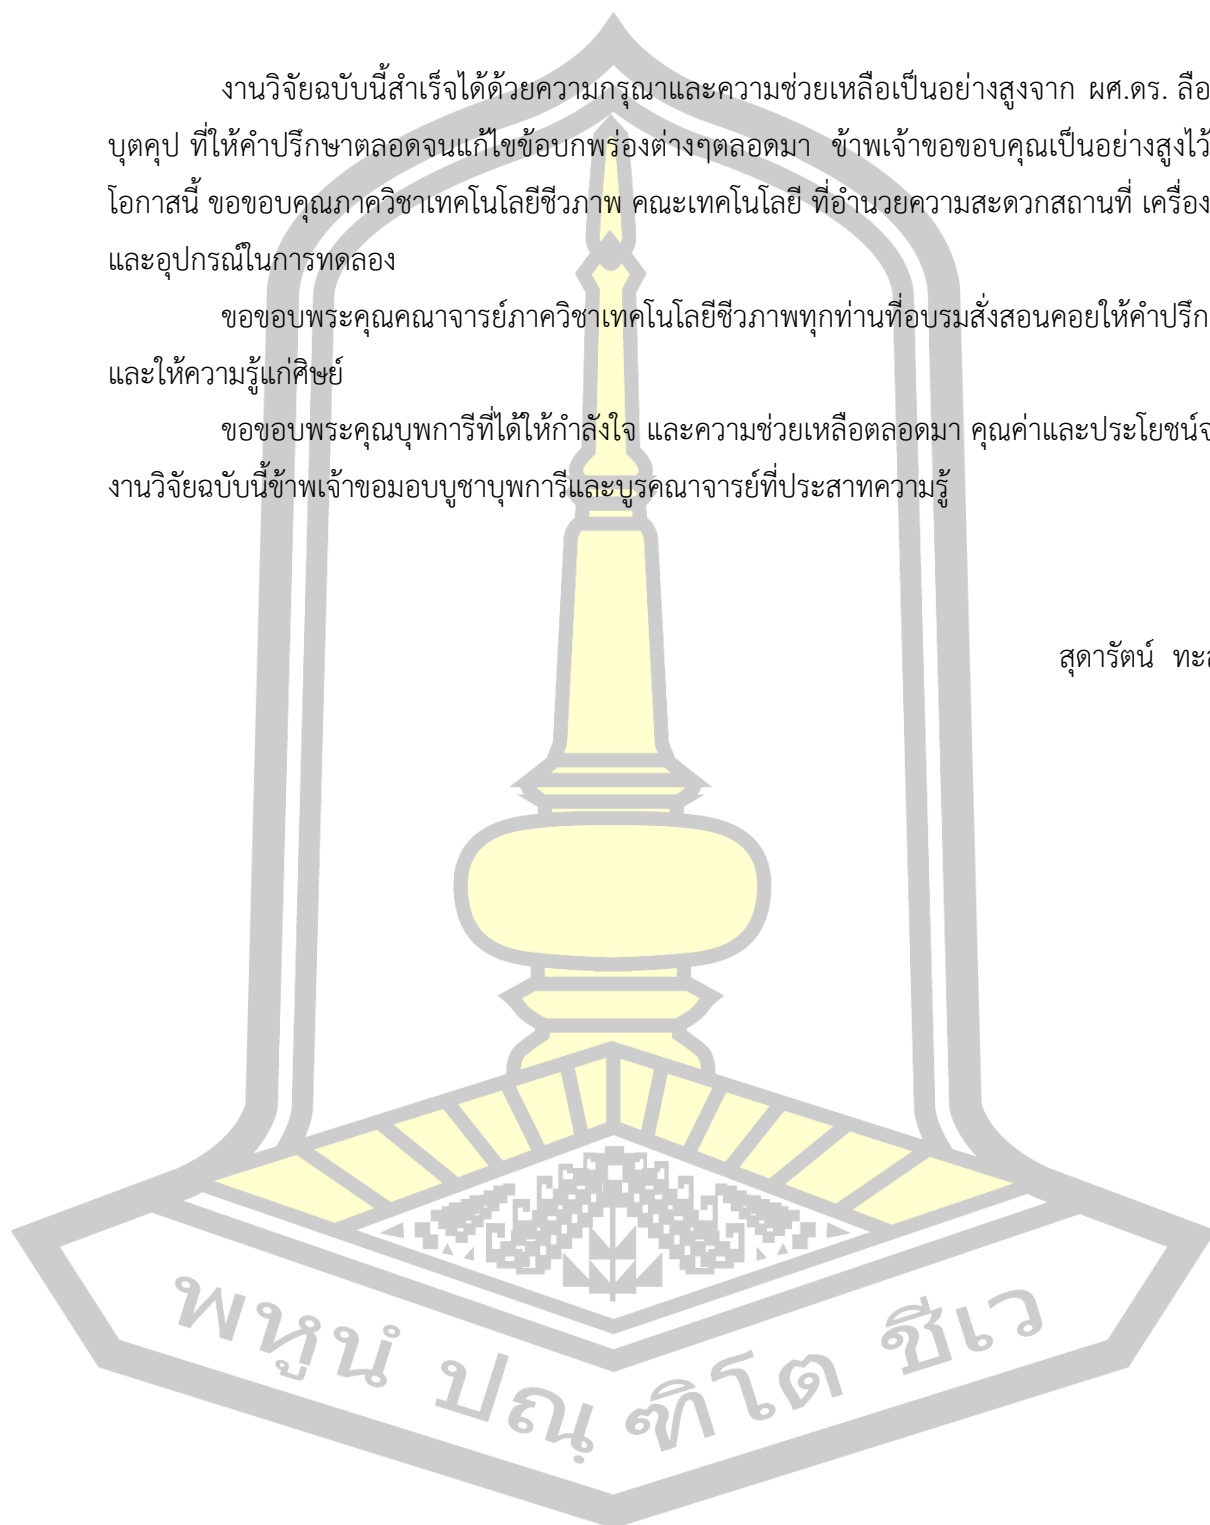 งานวิจัยฉบับนี้สำเร็จได้ด้วยความกรุณาและความช่วยเหลือเป็นอย่างสูงจาก ผศ.ดร. ลือ
บุตคุป ที่ให้คำปรึกษาตลอดจนแก้ไขข้อบกพร่องต่างๆตลอดมา ข้าพเจ้าขอขอบคุณเป็นอย่างสูงไว้
โอกาสนี้ ขอขอบคุณภาควิชาเทคโนโลยีชีวภาพ คณะเทคโนโลยี ที่อำนวยความสะดวกสถานที่ เครื่อง
และอุปกรณ์ในการทดลอง
ขอขอบพระคุณคณาจารย์ภาควิชาเทคโนโลยีชีวภาพทุกท่านที่อบรมสั่งสอนคอยให้คำปรึก
และให้ความรู้แก่ศิษย์
ขอขอบพระคุณบุพการีที่ได้ให้กำลังใจ และความช่วยเหลือตลอดมา คุณค่าและประโยชน์จ
งานวิจัยฉบับนี้ข้าพเจ้าขอมอบบูชาบุพการีและบูรคณาจารย์ที่ประสาทความรู้
สุดารัตน์ ทะส
พหูนํ ปณฺฑิโต ชีเว